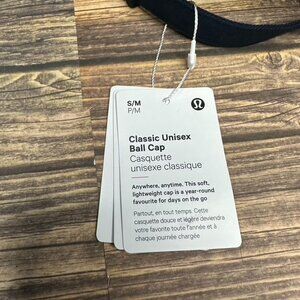 S/M
P/M
Classic Unisex
Ball Cap
Casquette
unisexe classique
Anywhere, anytime. This soft,
lightweight cap is a year-round
favourite for days on the go
Partout, en tout temps. Cette
casquette douce et légère deviendra
votre favorite toute l'année et à
chaque journée chargée